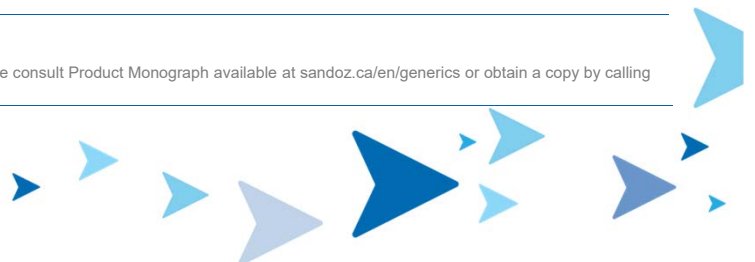 e consult Product Monograph available at sandoz.ca/en/generics or obtain a copy by calling